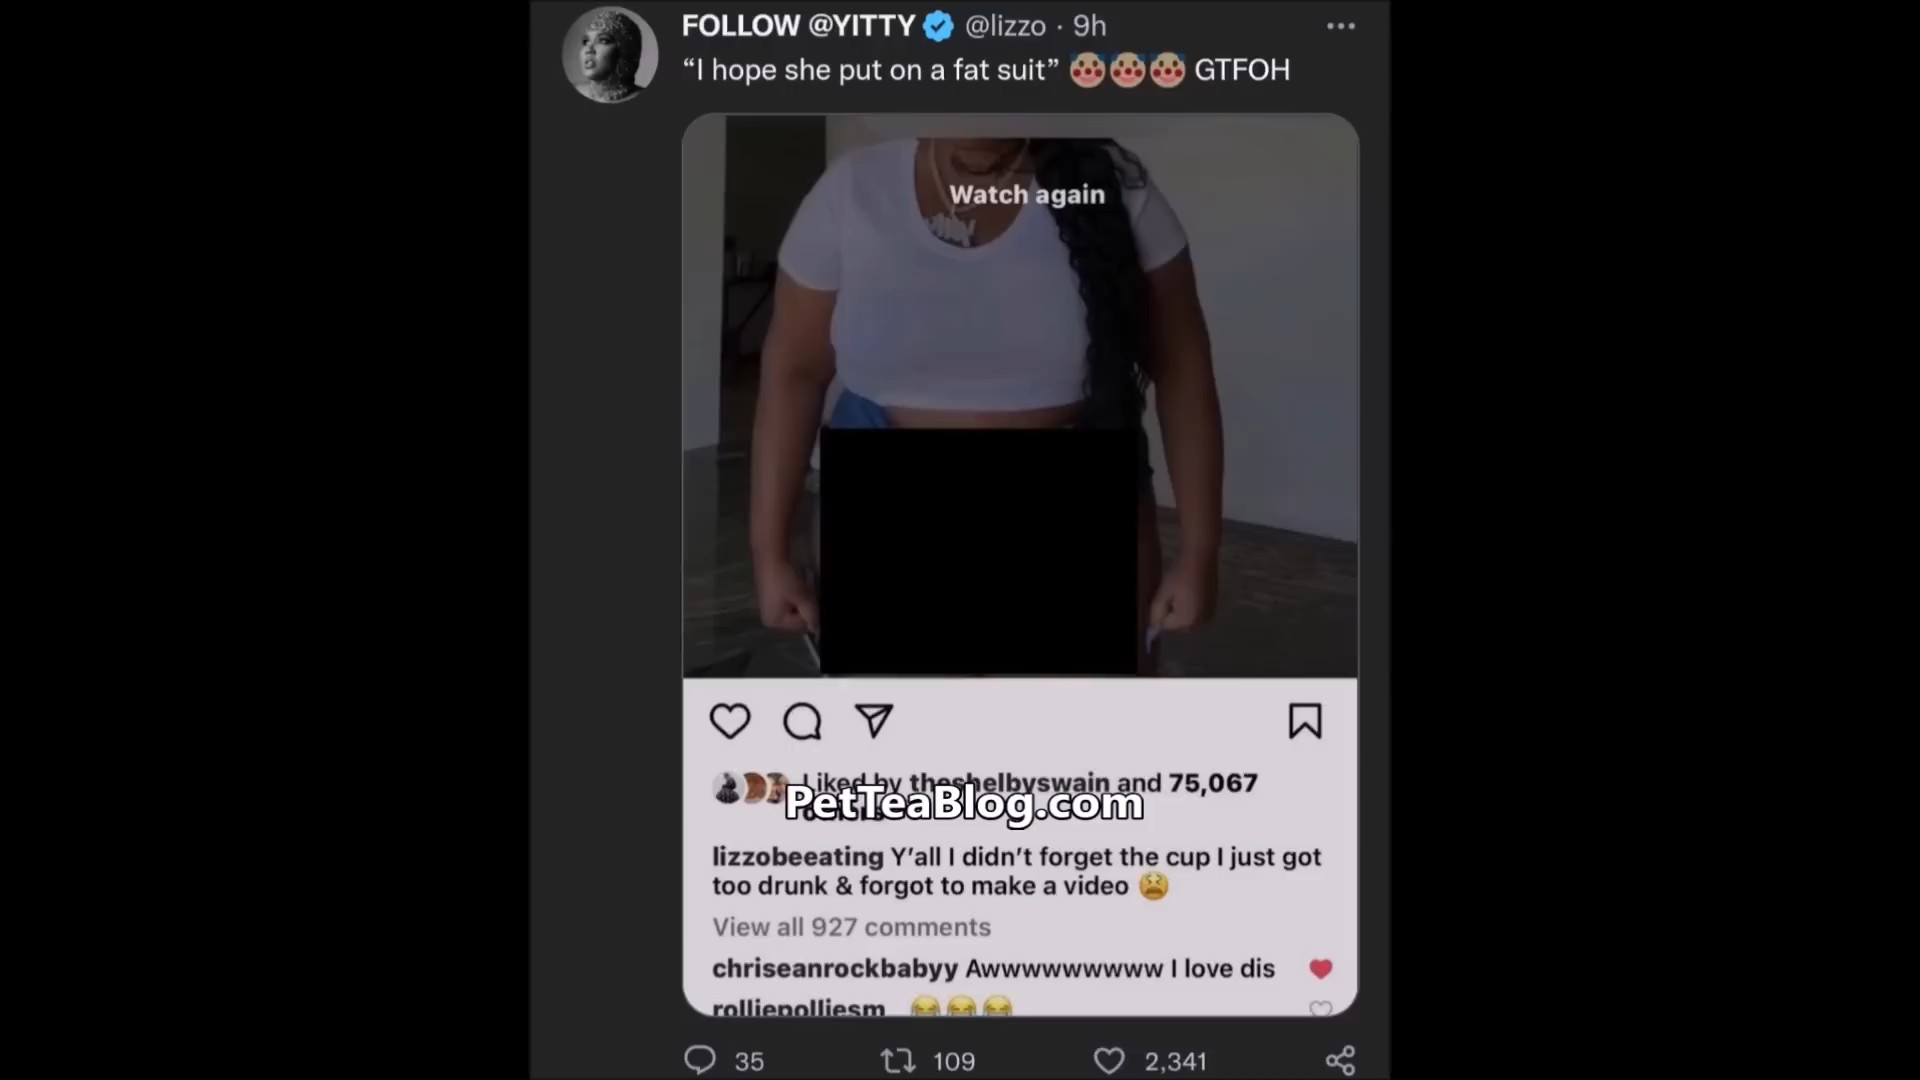 FOLLOW @YITTY @lizzo · 9h
“I hope she put on a fat suit” 🤡🤡🤡 GTFOH
Watch again
Liked by theshelbyswain and 75,067
others
PetTeaBlog.com
lizzobeeating Y'all I didn't forget the cup I just got
too drunk & forgot to make a video 😫
View all 927 comments
chriseanrockbabyy Awwwwwwwww I love dis
rolliepolliesm_ 😂😂😂
35 109 2,341